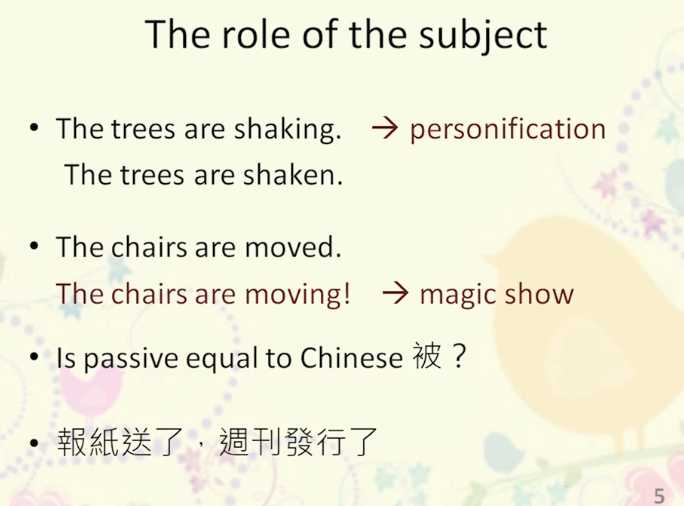 The role of the subject
• The trees are shaking. → personification
The trees are shaken.
• The chairs are moved.
The chairs are moving! → magic show
• Is passive equal to Chinese 被？
• 報紙送了，週刊發行了
5